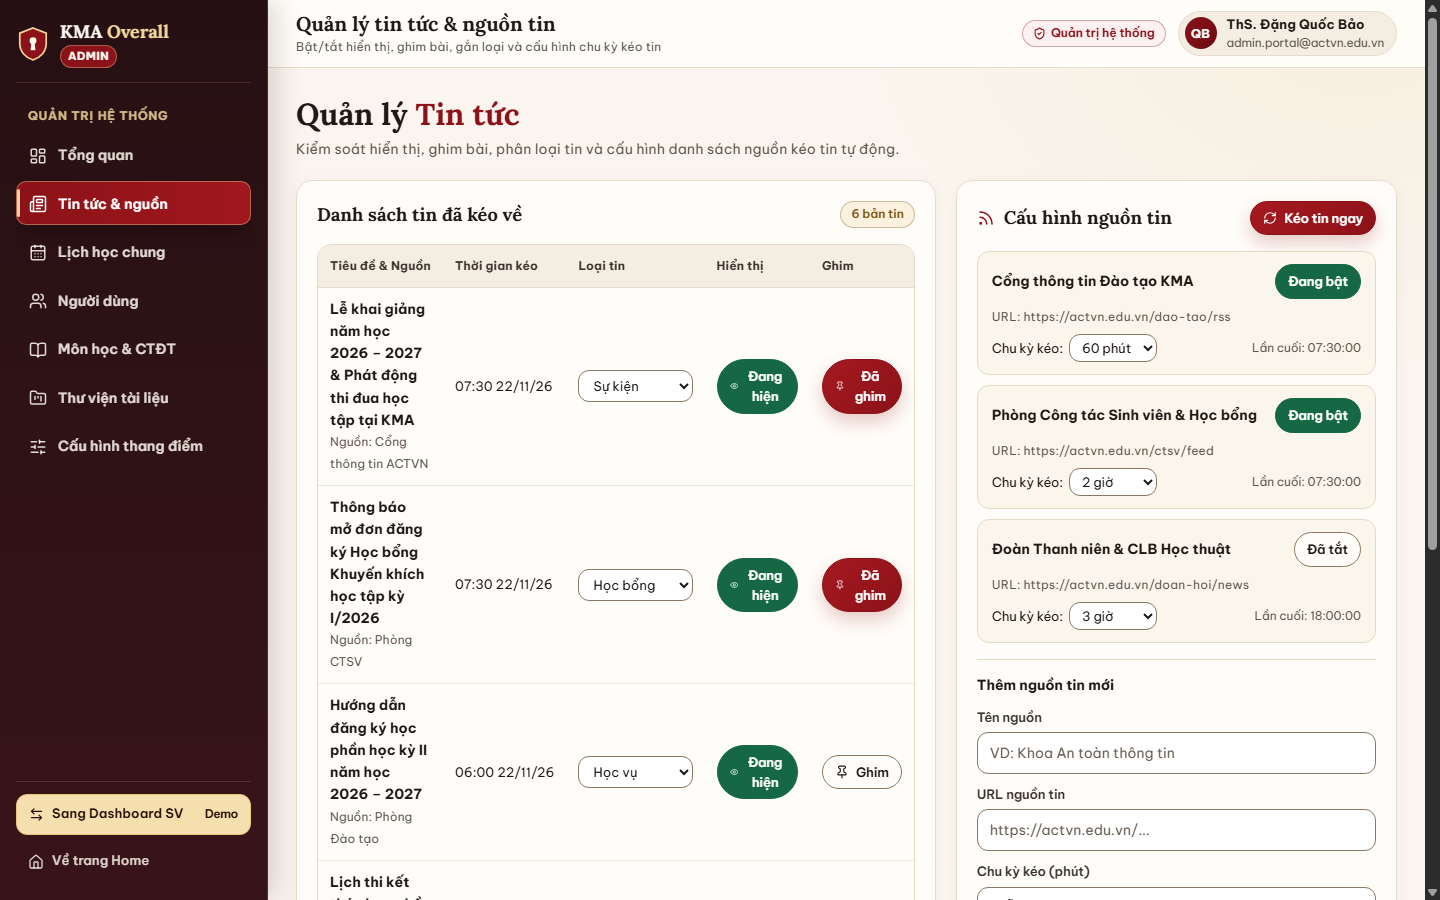 KMA Overall
ADMIN
QUẢN TRỊ HỆ THỐNG
Tổng quan
Tin tức & nguồn
Lịch học chung
Người dùng
Môn học & CTĐT
Thư viện tài liệu
Cấu hình thang điểm
Sang Dashboard SV Demo
Về trang Home
Quản lý tin tức & nguồn tin
Bật/tắt hiển thị, ghim bài, gắn loại và cấu hình chu kỳ kéo tin
Quản trị hệ thống
QB
ThS. Đặng Quốc Bảo
admin.portal@actvn.edu.vn
Quản lý Tin tức
Kiểm soát hiển thị, ghim bài, phân loại tin và cấu hình danh sách nguồn kéo tin tự động.
Danh sách tin đã kéo về
6 bản tin
Tiêu đề & Nguồn Thời gian kéo Loại tin Hiển thị Ghim
Lễ khai giảng
năm học
2026 – 2027
& Phát động
thi đua học
tập tại KMA
Nguồn: Cổng
thông tin ACTVN
07:30 22/11/26
Sự kiện
Đang
hiện
Đã
ghim
Thông báo
mở đơn đăng
ký Học bổng
Khuyến khích
học tập kỳ
I/2026
Nguồn: Phòng
CTSV
07:30 22/11/26
Học bổng
Đang
hiện
Đã
ghim
Hướng dẫn
đăng ký học
phần học kỳ II
năm học
2026 – 2027
Nguồn: Phòng
Đào tạo
06:00 22/11/26
Học vụ
Đang
hiện
Ghim
Lịch thi kết
Cấu hình nguồn tin
Kéo tin ngay
Cổng thông tin Đào tạo KMA
Đang bật
URL: https://actvn.edu.vn/dao-tao/rss
Chu kỳ kéo: 60 phút
Lần cuối: 07:30:00
Phòng Công tác Sinh viên & Học bổng
Đang bật
URL: https://actvn.edu.vn/ctsv/feed
Chu kỳ kéo: 2 giờ
Lần cuối: 07:30:00
Đoàn Thanh niên & CLB Học thuật
Đã tắt
URL: https://actvn.edu.vn/doan-hoi/news
Chu kỳ kéo: 3 giờ
Lần cuối: 18:00:00
Thêm nguồn tin mới
Tên nguồn
VD: Khoa An toàn thông tin
URL nguồn tin
https://actvn.edu.vn/...
Chu kỳ kéo (phút)